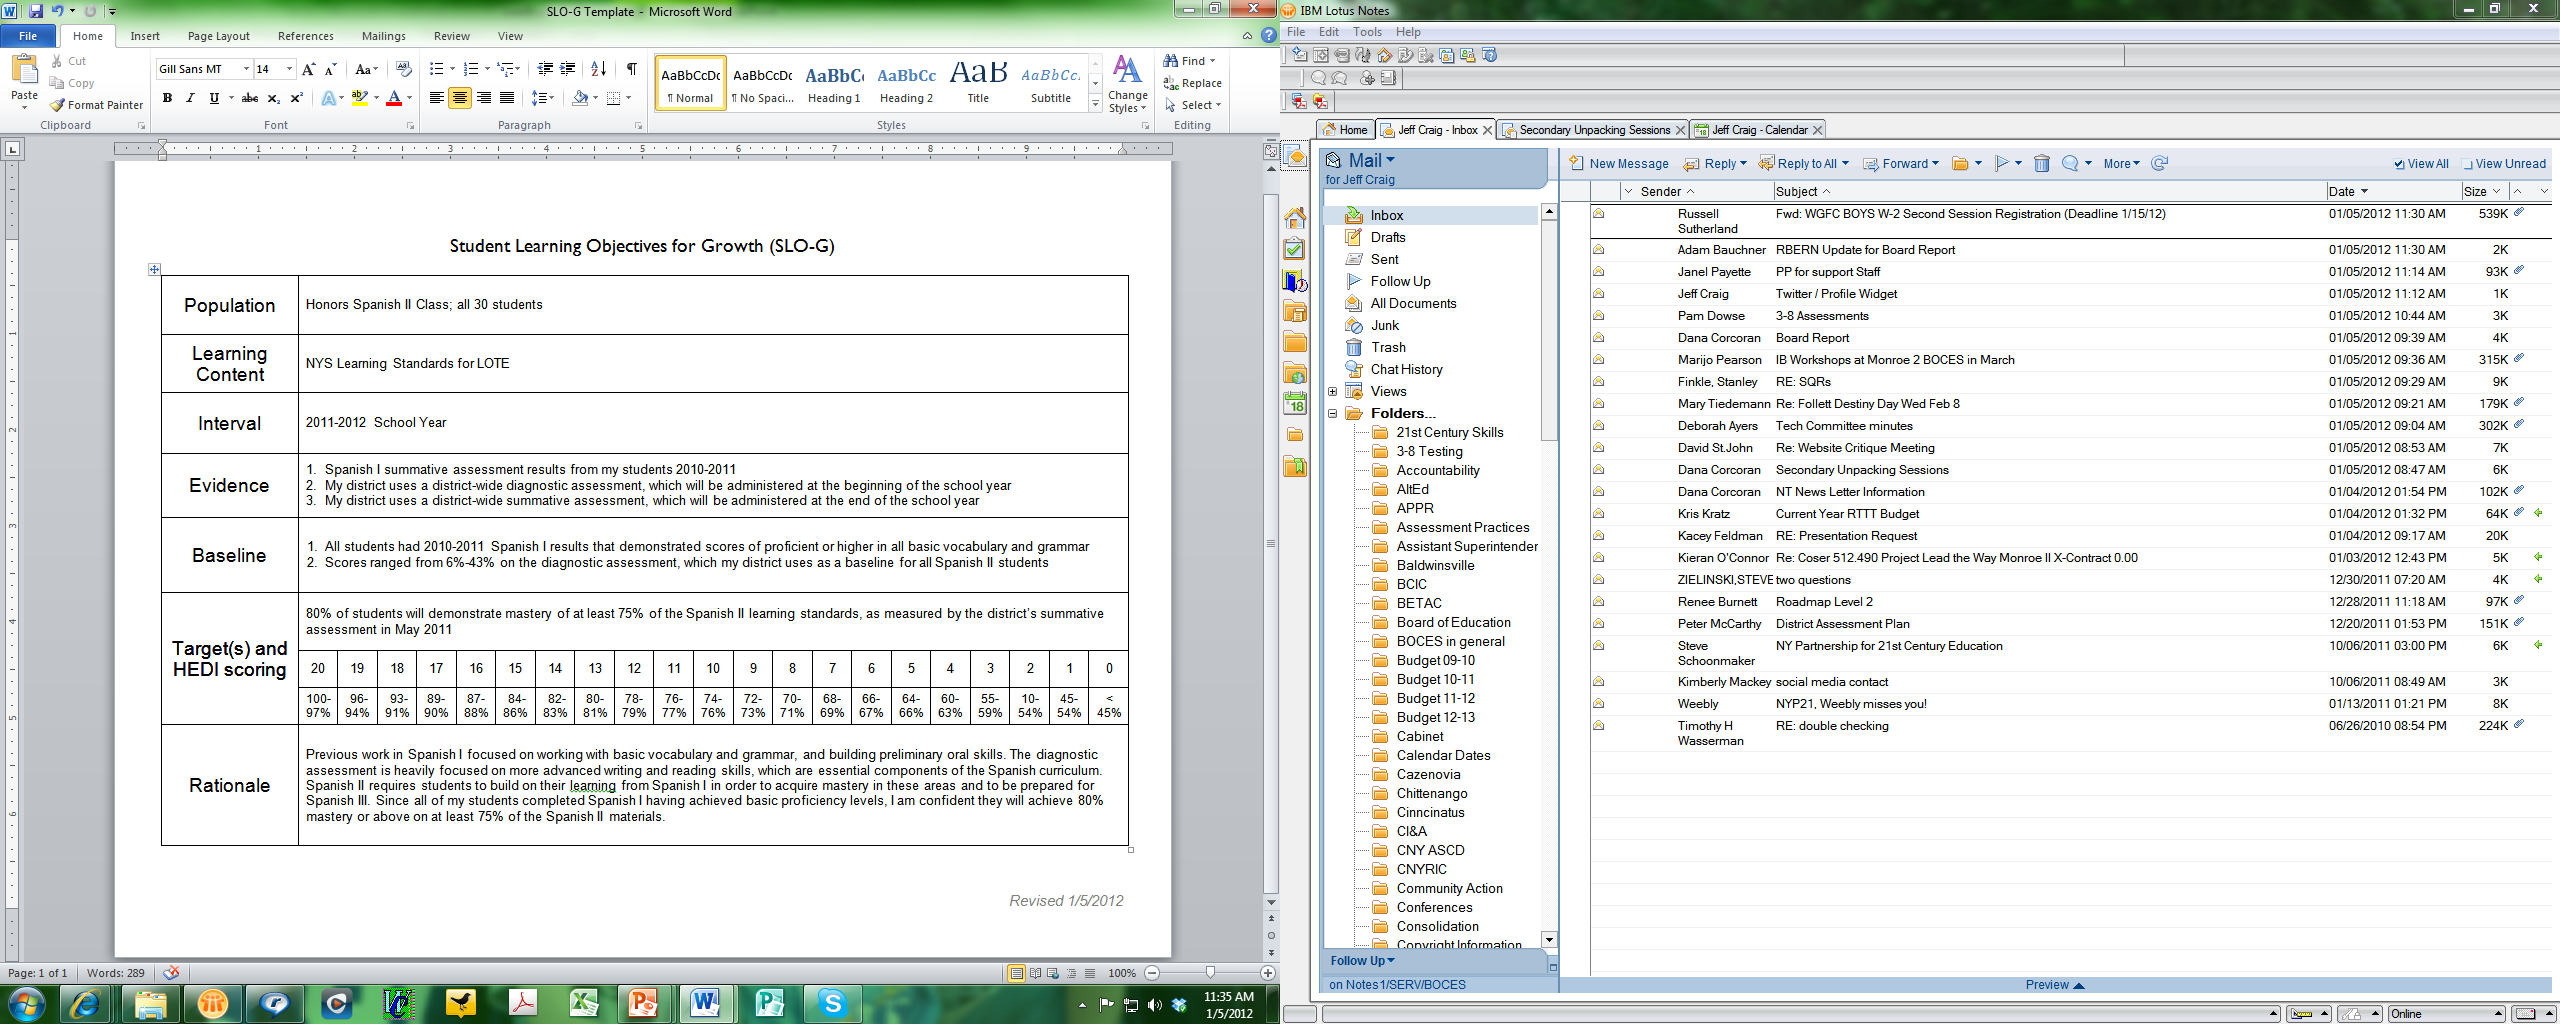 SLO-G Template - Microsoft Word
File Home Insert Page Layout References Mailings Review View
Paste
Cut
Copy
Format Painter
Clipboard
Gill Sans MT 14
Font
Paragraph
AaBbCcDc AaBbCcDc AaBbC AaBbCc AaB AaBbCc.
¶ Normal ¶ No Spaci... Heading 1 Heading 2 Title Subtitle
Change Styles
Styles
Find
Replace
Select
Editing
Student Learning Objectives for Growth (SLO-G)
Population
Honors Spanish II Class; all 30 students
Learning
Content
NYS Learning Standards for LOTE
Interval
2011-2012 School Year
Evidence
1. Spanish I summative assessment results from my students 2010-2011
2. My district uses a district-wide diagnostic assessment, which will be administered at the beginning of the school year
3. My district uses a district-wide summative assessment, which will be administered at the end of the school year
Baseline
1. All students had 2010-2011 Spanish I results that demonstrated scores of proficient or higher in all basic vocabulary and grammar
2. Scores ranged from 6%-43% on the diagnostic assessment, which my district uses as a baseline for all Spanish II students
Target(s) and
HEDI scoring
80% of students will demonstrate mastery of at least 75% of the Spanish II learning standards, as measured by the district's summative
assessment in May 2011
20 19 18 17 16 15 14 13 12 11 10 9 8 7 6 5 4 3 2 1 0
100- 96- 93- 89- 87- 84- 82- 80- 78- 76- 74- 72- 70- 68- 66- 64- 60- 55- 10- 45- <
97% 94% 91% 90% 88% 86% 83% 81% 79% 77% 76% 73% 71% 69% 67% 66% 63% 59% 54% 54% 45%
Rationale
Previous work in Spanish I focused on working with basic vocabulary and grammar, and building preliminary oral skills. The diagnostic
assessment is heavily focused on more advanced writing and reading skills, which are essential components of the Spanish curriculum.
Spanish II requires students to build on their learning from Spanish I in order to acquire mastery in these areas and to be prepared for
Spanish III. Since all of my students completed Spanish I having achieved basic proficiency levels, I am confident they will achieve 80%
mastery or above on at least 75% of the Spanish II materials.
Revised 1/5/2012
Page: 1 of 1 Words: 289 100%
11:35 AM
1/5/2012
IBM Lotus Notes
File Edit Tools Help
Home Jeff Craig - Inbox Secondary Unpacking Sessions Jeff Craig - Calendar
Mail
for Jeff Craig
New Message Reply Reply to All Forward More View All View Unread
Inbox
Drafts
Sent
Follow Up
All Documents
Junk
Trash
Chat History
Views
Folders...
21st Century Skills
3-8 Testing
Accountability
AltEd
APPR
Assessment Practices
Assistant Superintender
Baldwinsville
BCIC
BETAC
Board of Education
BOCES in general
Budget 09-10
Budget 10-11
Budget 11-12
Budget 12-13
Cabinet
Calendar Dates
Cazenovia
Chittenango
Cinncinatus
CI&A
CNY ASCD
CNYRIC
Community Action
Conferences
Consolidation
Copyright Information
Follow Up
on Notes1/SERV/BOCES
Sender Subject Date Size
Russell Sutherland Fwd: WGFC BOYS W-2 Second Session Registration (Deadline 1/15/12) 01/05/2012 11:30 AM 539K
Adam Bauchner RBERN Update for Board Report 01/05/2012 11:30 AM 2K
Janel Payette PP for support Staff 01/05/2012 11:14 AM 93K
Jeff Craig Twitter / Profile Widget 01/05/2012 11:12 AM 1K
Pam Dowse 3-8 Assessments 01/05/2012 10:44 AM 3K
Dana Corcoran Board Report 01/05/2012 09:39 AM 4K
Marijo Pearson IB Workshops at Monroe 2 BOCES in March 01/05/2012 09:36 AM 315K
Finkle, Stanley RE: SQRs 01/05/2012 09:29 AM 9K
Mary Tiedemann Re: Follett Destiny Day Wed Feb 8 01/05/2012 09:21 AM 179K
Deborah Ayers Tech Committee minutes 01/05/2012 09:04 AM 302K
David St.John Re: Website Critique Meeting 01/05/2012 08:53 AM 7K
Dana Corcoran Secondary Unpacking Sessions 01/05/2012 08:47 AM 6K
Dana Corcoran NT News Letter Information 01/04/2012 01:54 PM 102K
Kris Kratz Current Year RTTT Budget 01/04/2012 01:32 PM 64K
Kacey Feldman RE: Presentation Request 01/04/2012 09:17 AM 20K
Kieran O'Connor Re: Coser 512.490 Project Lead the Way Monroe II X-Contract 0.00 01/03/2012 12:43 PM 5K
ZIELINSKI,STEVE two questions 12/30/2011 07:20 AM 4K
Renee Burnett Roadmap Level 2 12/28/2011 11:18 AM 97K
Peter McCarthy District Assessment Plan 12/20/2011 01:53 PM 151K
Steve Schoonmaker NY Partnership for 21st Century Education 10/06/2011 03:00 PM 6K
Kimberly Mackey social media contact 10/06/2011 08:49 AM 3K
Weebly NYP21, Weebly misses you! 01/13/2011 01:21 PM 8K
Timothy H Wasserman RE: double checking 06/26/2010 08:54 PM 224K
Preview
Online